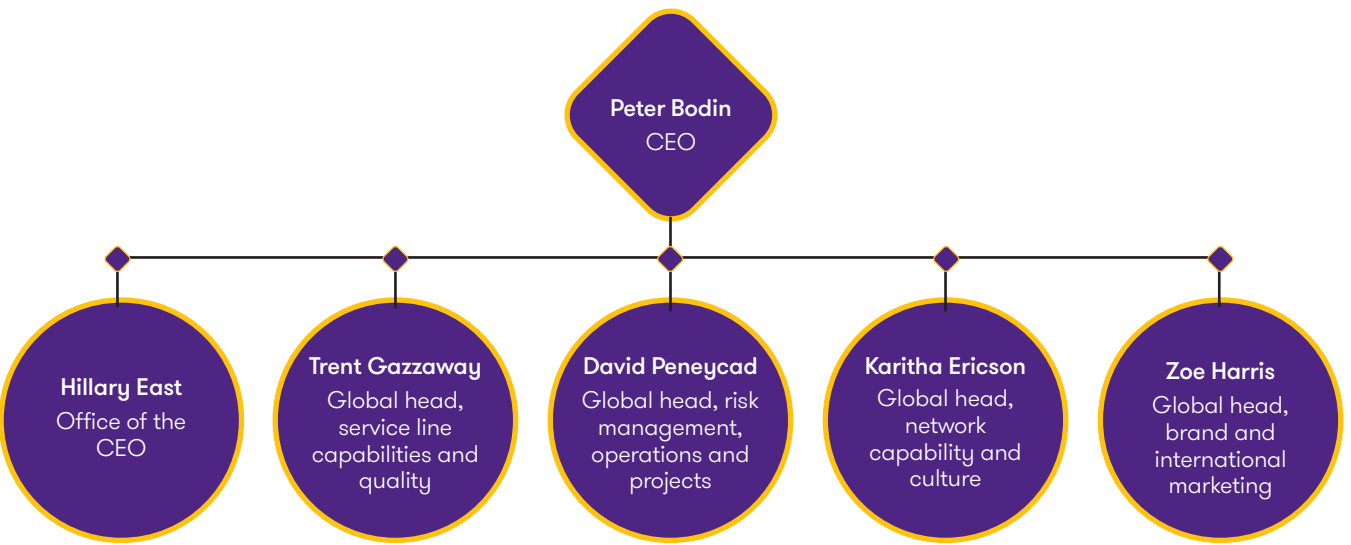 Peter Bodin
CEO
Hillary East
Office of the
CEO
Trent Gazzaway
Global head,
service line
capabilities and
quality
David Peneycad
Global head, risk
management,
operations and
projects
Karitha Ericson
Global head,
network
capability and
culture
Zoe Harris
Global head,
brand and
international
marketing